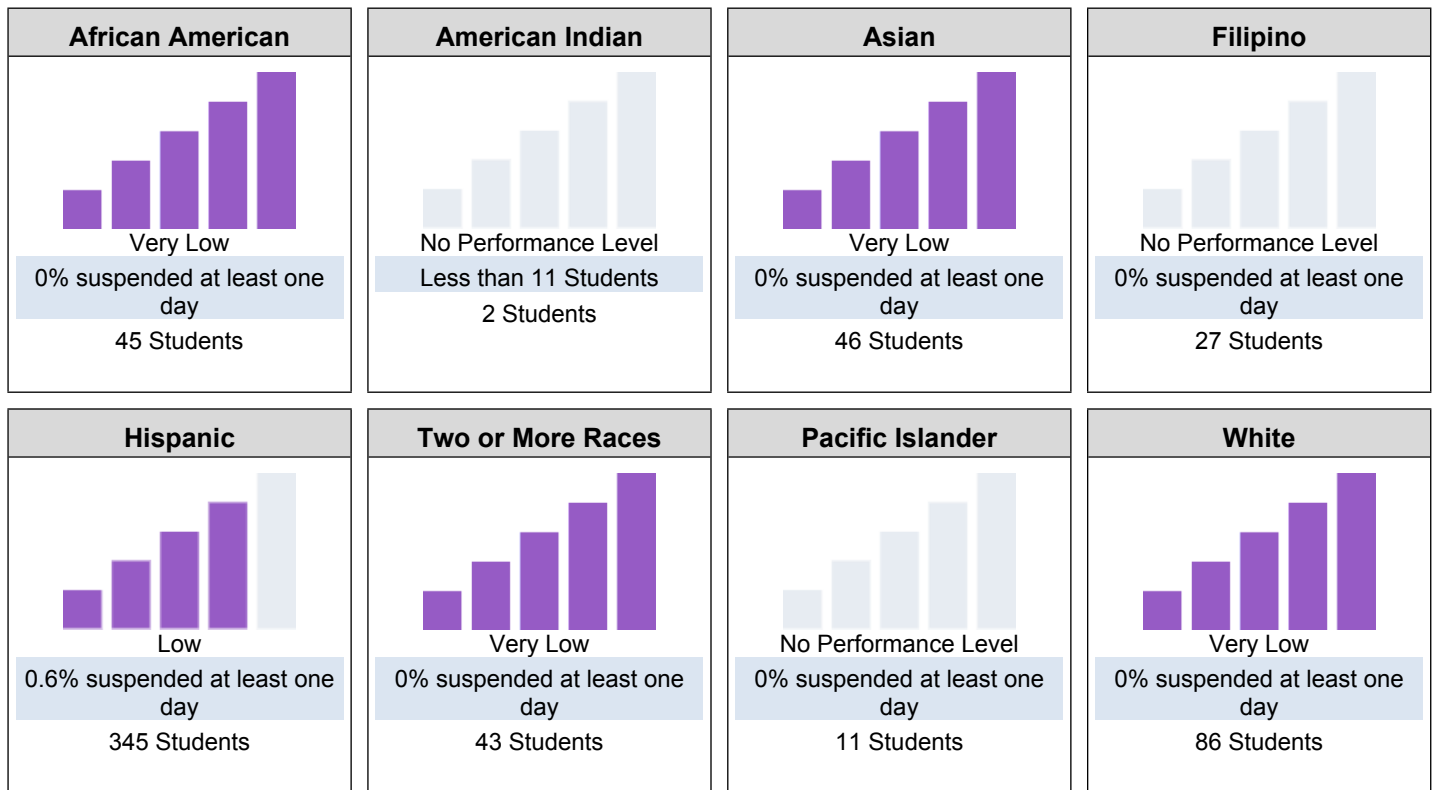 African American
Very Low
0% suspended at least one
day
45 Students
American Indian
No Performance Level
Less than 11 Students
2 Students
Asian
Very Low
0% suspended at least one
day
46 Students
Filipino
No Performance Level
0% suspended at least one
day
27 Students
Hispanic
Low
0.6% suspended at least one
day
345 Students
Two or More Races
Very Low
0% suspended at least one
day
43 Students
Pacific Islander
No Performance Level
0% suspended at least one
day
11 Students
White
Very Low
0% suspended at least one
day
86 Students